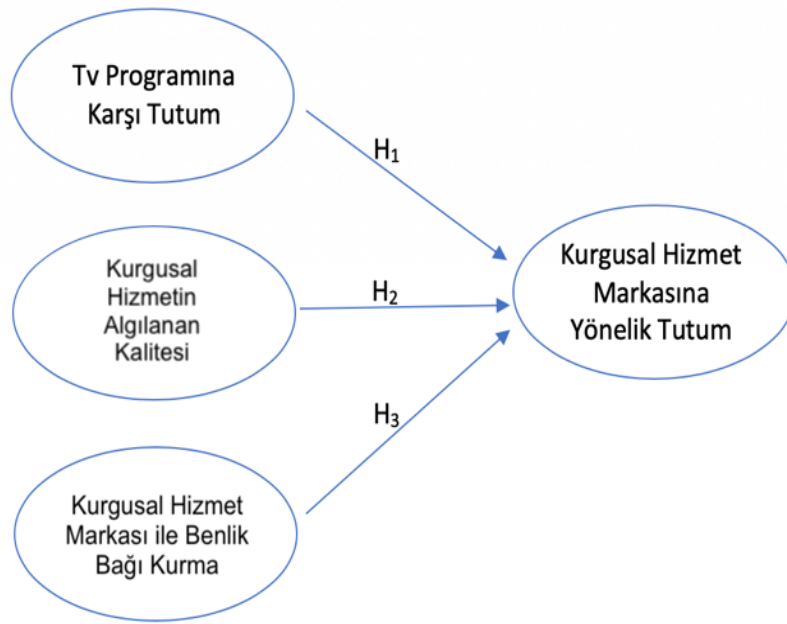 Tv Programına
Karşı Tutum
H₁
Kurgusal
Hizmetin
Algılanan
Kalitesi
H₂
Kurgusal Hizmet
Markasına
Yönelik Tutum
H₃
Kurgusal Hizmet
Markası ile Benlik
Bağı Kurma